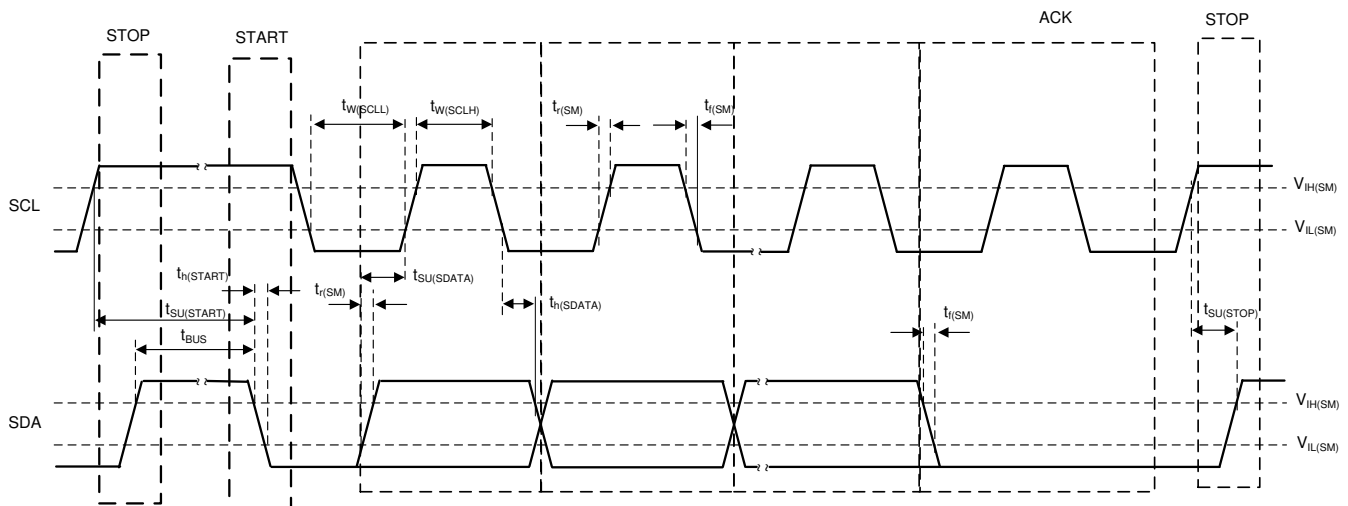 ACK
STOP
START
STOP
tW(SCLL)
tW(SCLH)
tr(SM)
tf(SM)
VIH(SM)
SCL
VIL(SM)
th(START)
tr(SM)
tSU(SDATA)
th(SDATA)
tSU(START)
tf(SM)
tSU(STOP)
tBUS
VIH(SM)
SDA
VIL(SM)